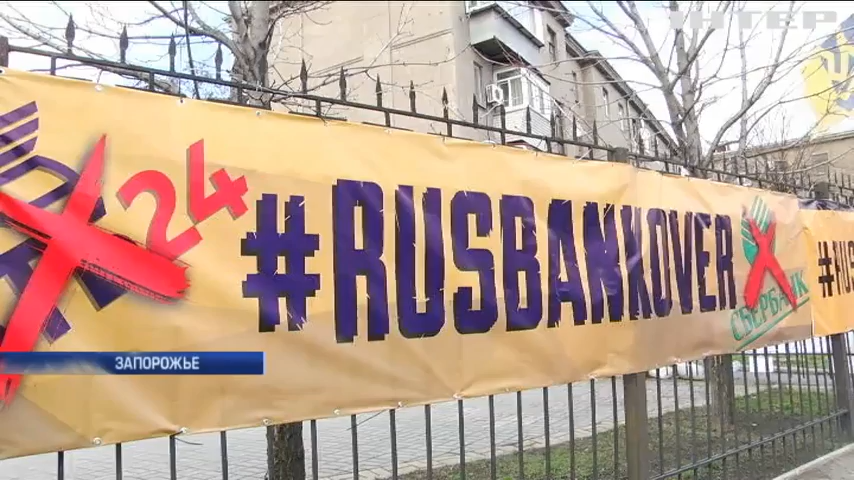 ІНТЕР
24
#RUSBANKOVER
СБЕРБАНК
#RUS
ЗАПОРОЖЬЕ